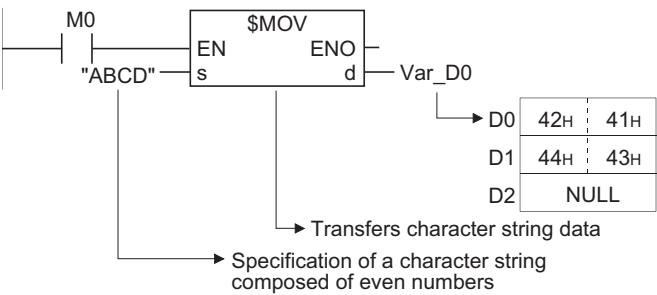 M0
$MOV
EN ENO
"ABCD" s d Var_D0
D0 42H 41H
D1 44H 43H
D2 NULL
Transfers character string data
Specification of a character string
composed of even numbers